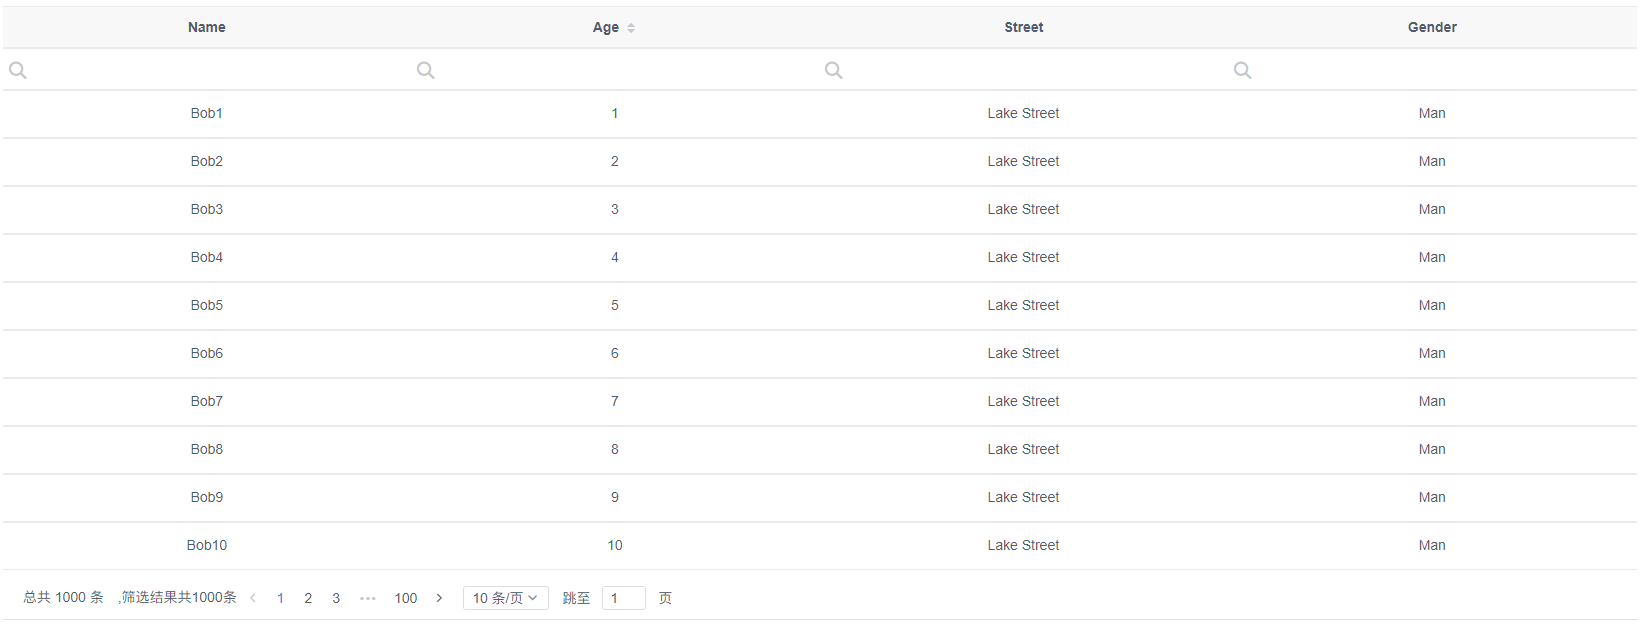 Name Age Street Gender
Bob1 1 Lake Street Man
Bob2 2 Lake Street Man
Bob3 3 Lake Street Man
Bob4 4 Lake Street Man
Bob5 5 Lake Street Man
Bob6 6 Lake Street Man
Bob7 7 Lake Street Man
Bob8 8 Lake Street Man
Bob9 9 Lake Street Man
Bob10 10 Lake Street Man
总共 1000 条 ,筛选结果共1000条 < 1 2 3 ••• 100 > 10 条/页 跳至 1 页